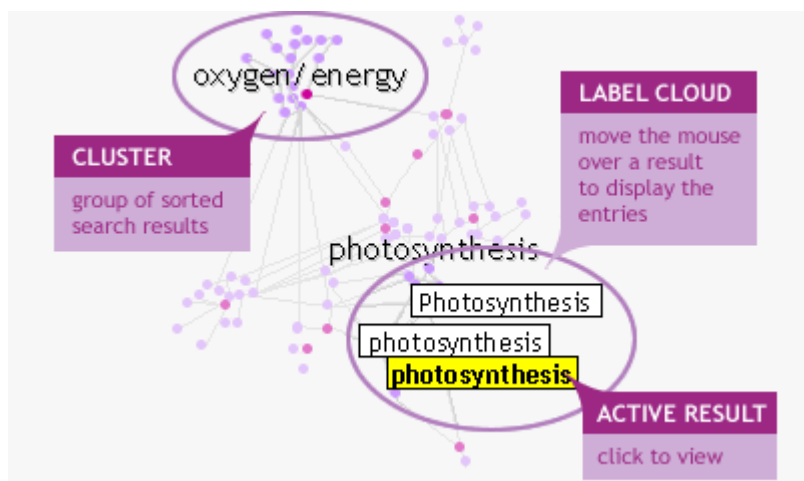 oxygen/energy
CLUSTER
group of sorted
search results
LABEL CLOUD
move the mouse
over a result
to display the
entries
photosynthesis
Photosynthesis
photosynthesis
photosynthesis
ACTIVE RESULT
click to view